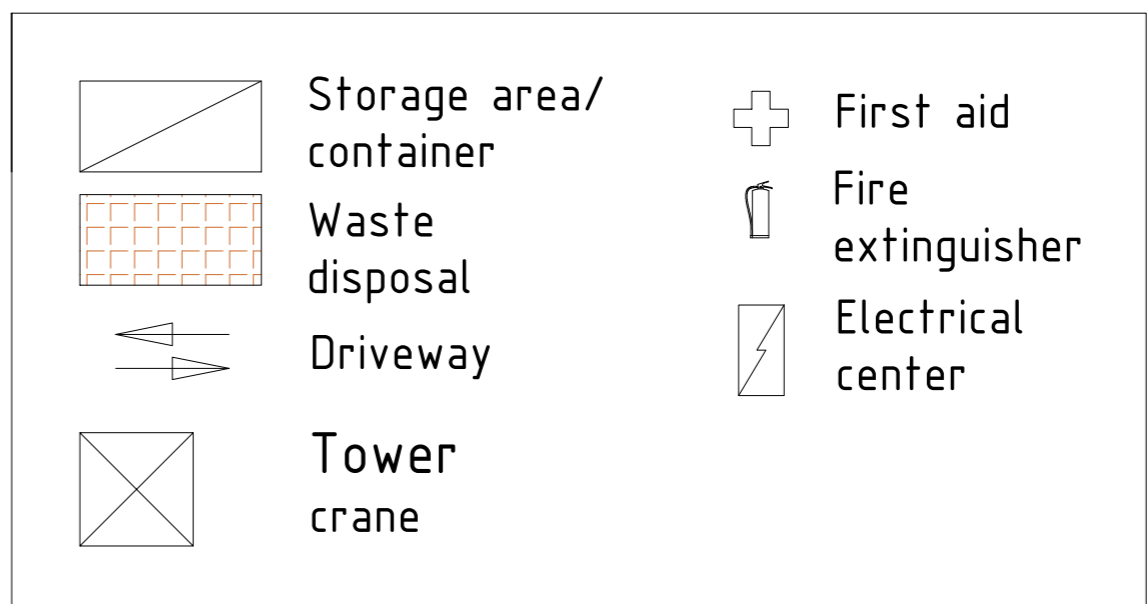 Storage area/
container
Waste
disposal
Driveway
Tower
crane
First aid
Fire
extinguisher
Electrical
center